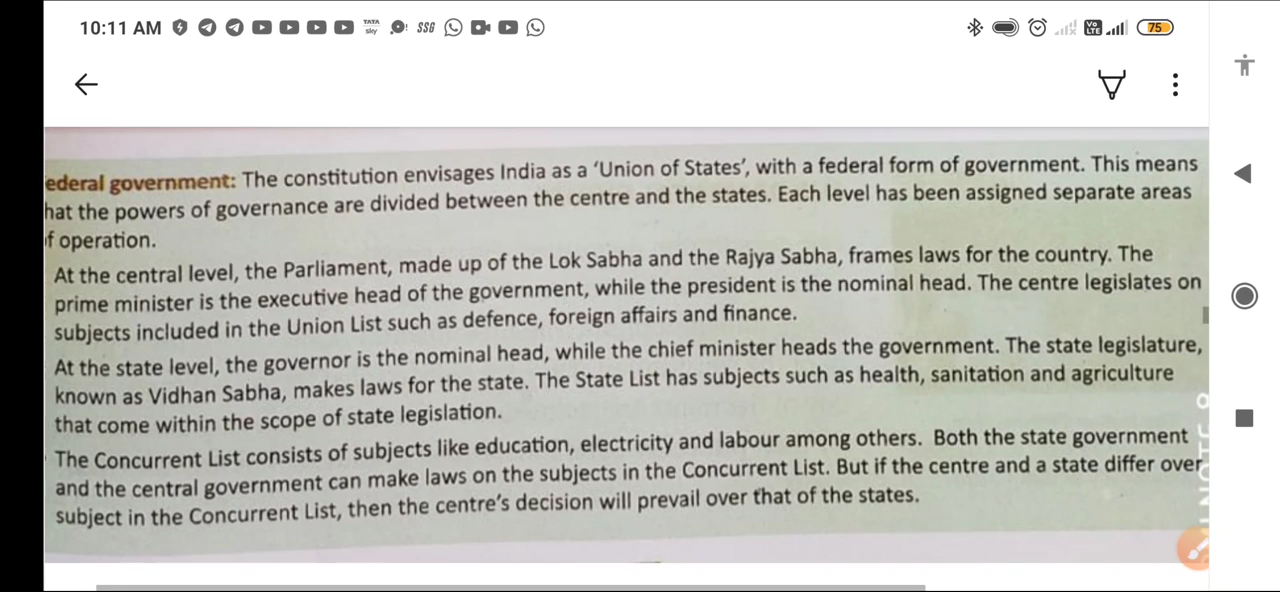 10:11 AM TATA sky SSG Vo LTE 75
ederal government: The constitution envisages India as a ‘Union of States’, with a federal form of government. This means
hat the powers of governance are divided between the centre and the states. Each level has been assigned separate areas
f operation.
At the central level, the Parliament, made up of the Lok Sabha and the Rajya Sabha, frames laws for the country. The
prime minister is the executive head of the government, while the president is the nominal head. The centre legislates on
subjects included in the Union List such as defence, foreign affairs and finance.
At the state level, the governor is the nominal head, while the chief minister heads the government. The state legislature,
known as Vidhan Sabha, makes laws for the state. The State List has subjects such as health, sanitation and agriculture
that come within the scope of state legislation.
The Concurrent List consists of subjects like education, electricity and labour among others. Both the state government
and the central government can make laws on the subjects in the Concurrent List. But if the centre and a state differ over
subject in the Concurrent List, then the centre’s decision will prevail over that of the states.